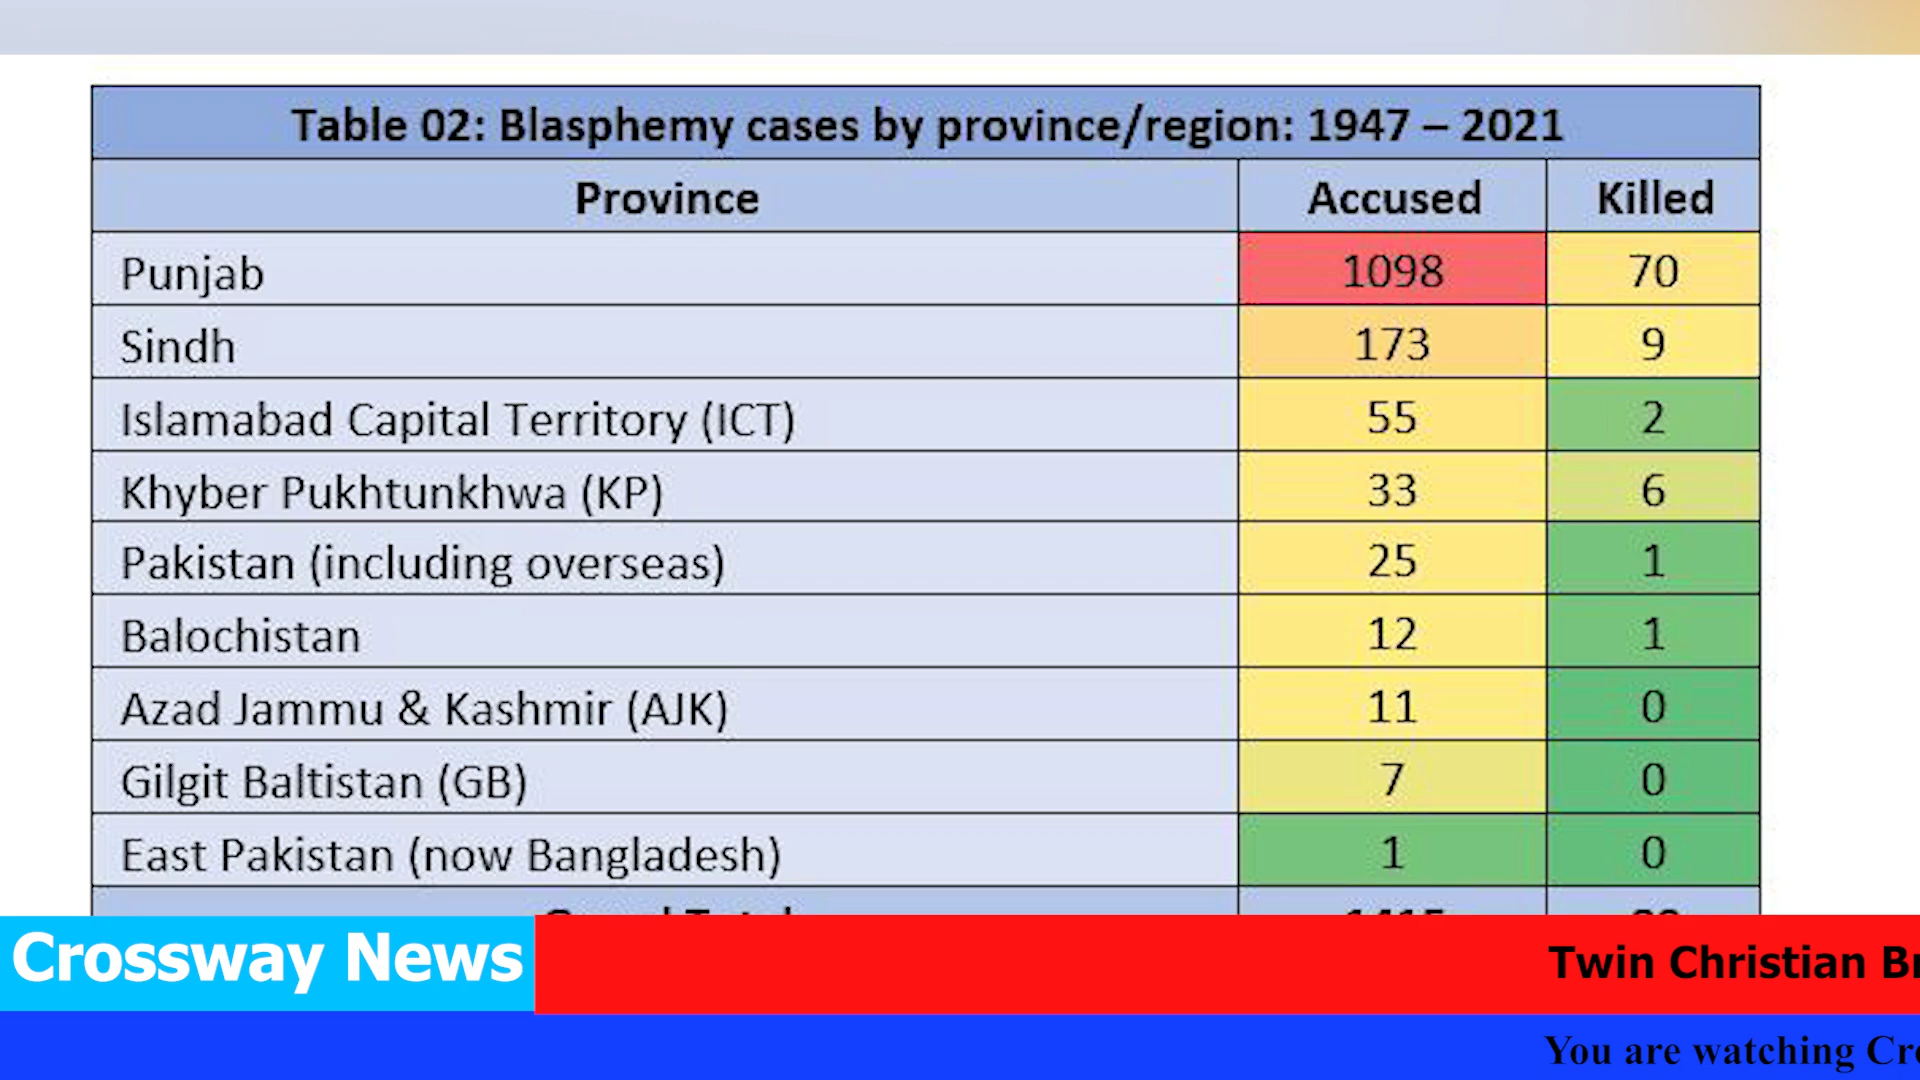 Table 02: Blasphemy cases by province/region: 1947 – 2021
Province Accused Killed
Punjab 1098 70
Sindh 173 9
Islamabad Capital Territory (ICT) 55 2
Khyber Pukhtunkhwa (KP) 33 6
Pakistan (including overseas) 25 1
Balochistan 12 1
Azad Jammu & Kashmir (AJK) 11 0
Gilgit Baltistan (GB) 7 0
East Pakistan (now Bangladesh) 1 0
Crossway News
Twin Christian
You are watching